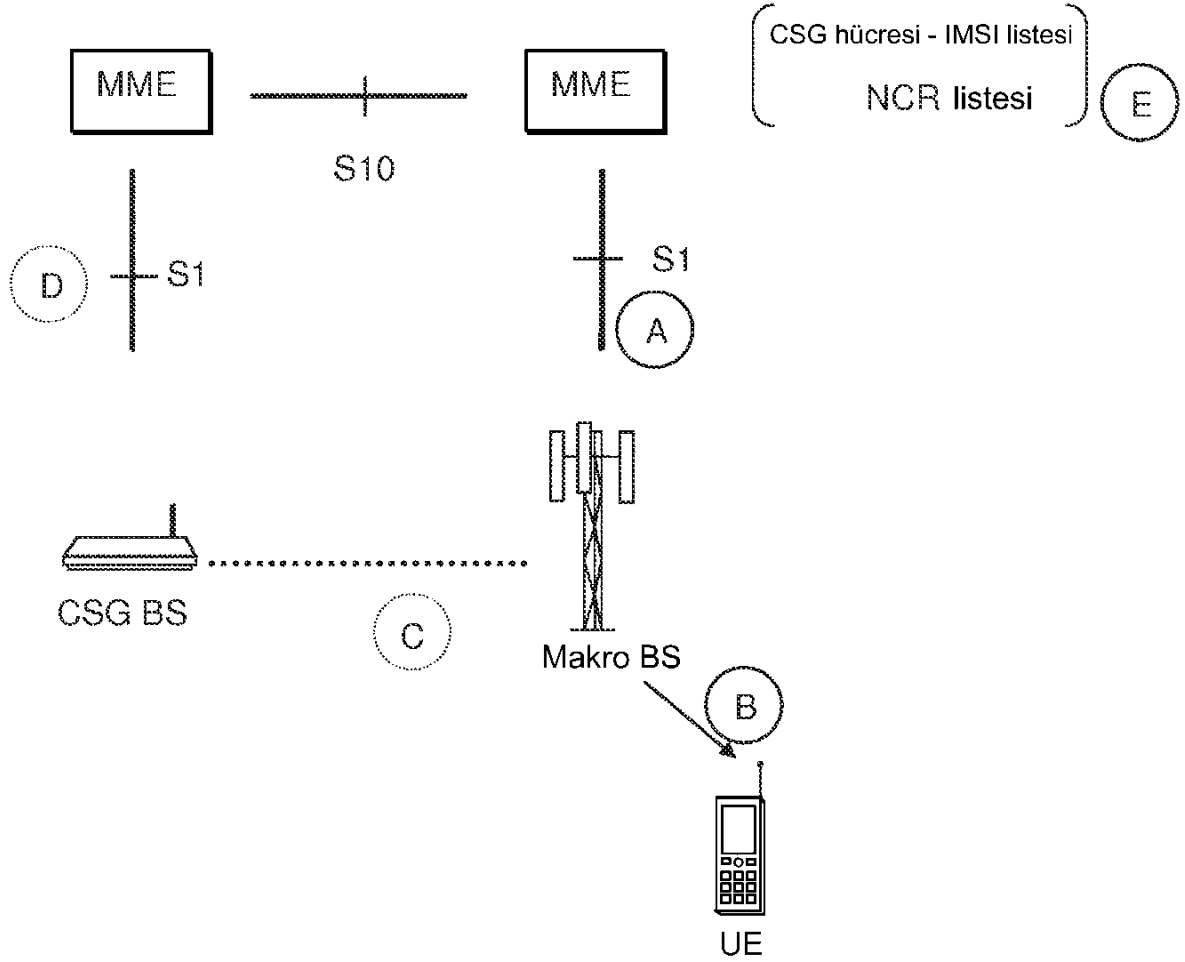 CSG hücresi - IMSI listesi
MME
MME
NCR listesi
E
S10
S1
S1
D
A
CSG BS
C
Makro BS
B
UE